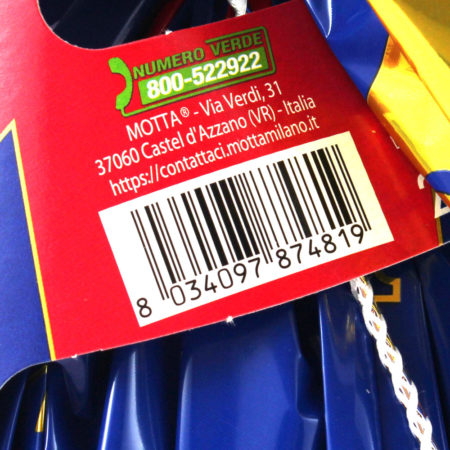 NUMERO VERDE
800-522922
MOTTA® - Via Verdi, 31
37060 Castel d'Azzano (VR) - Italia
https://contattaci.mottamilano.it
8 034097 874819